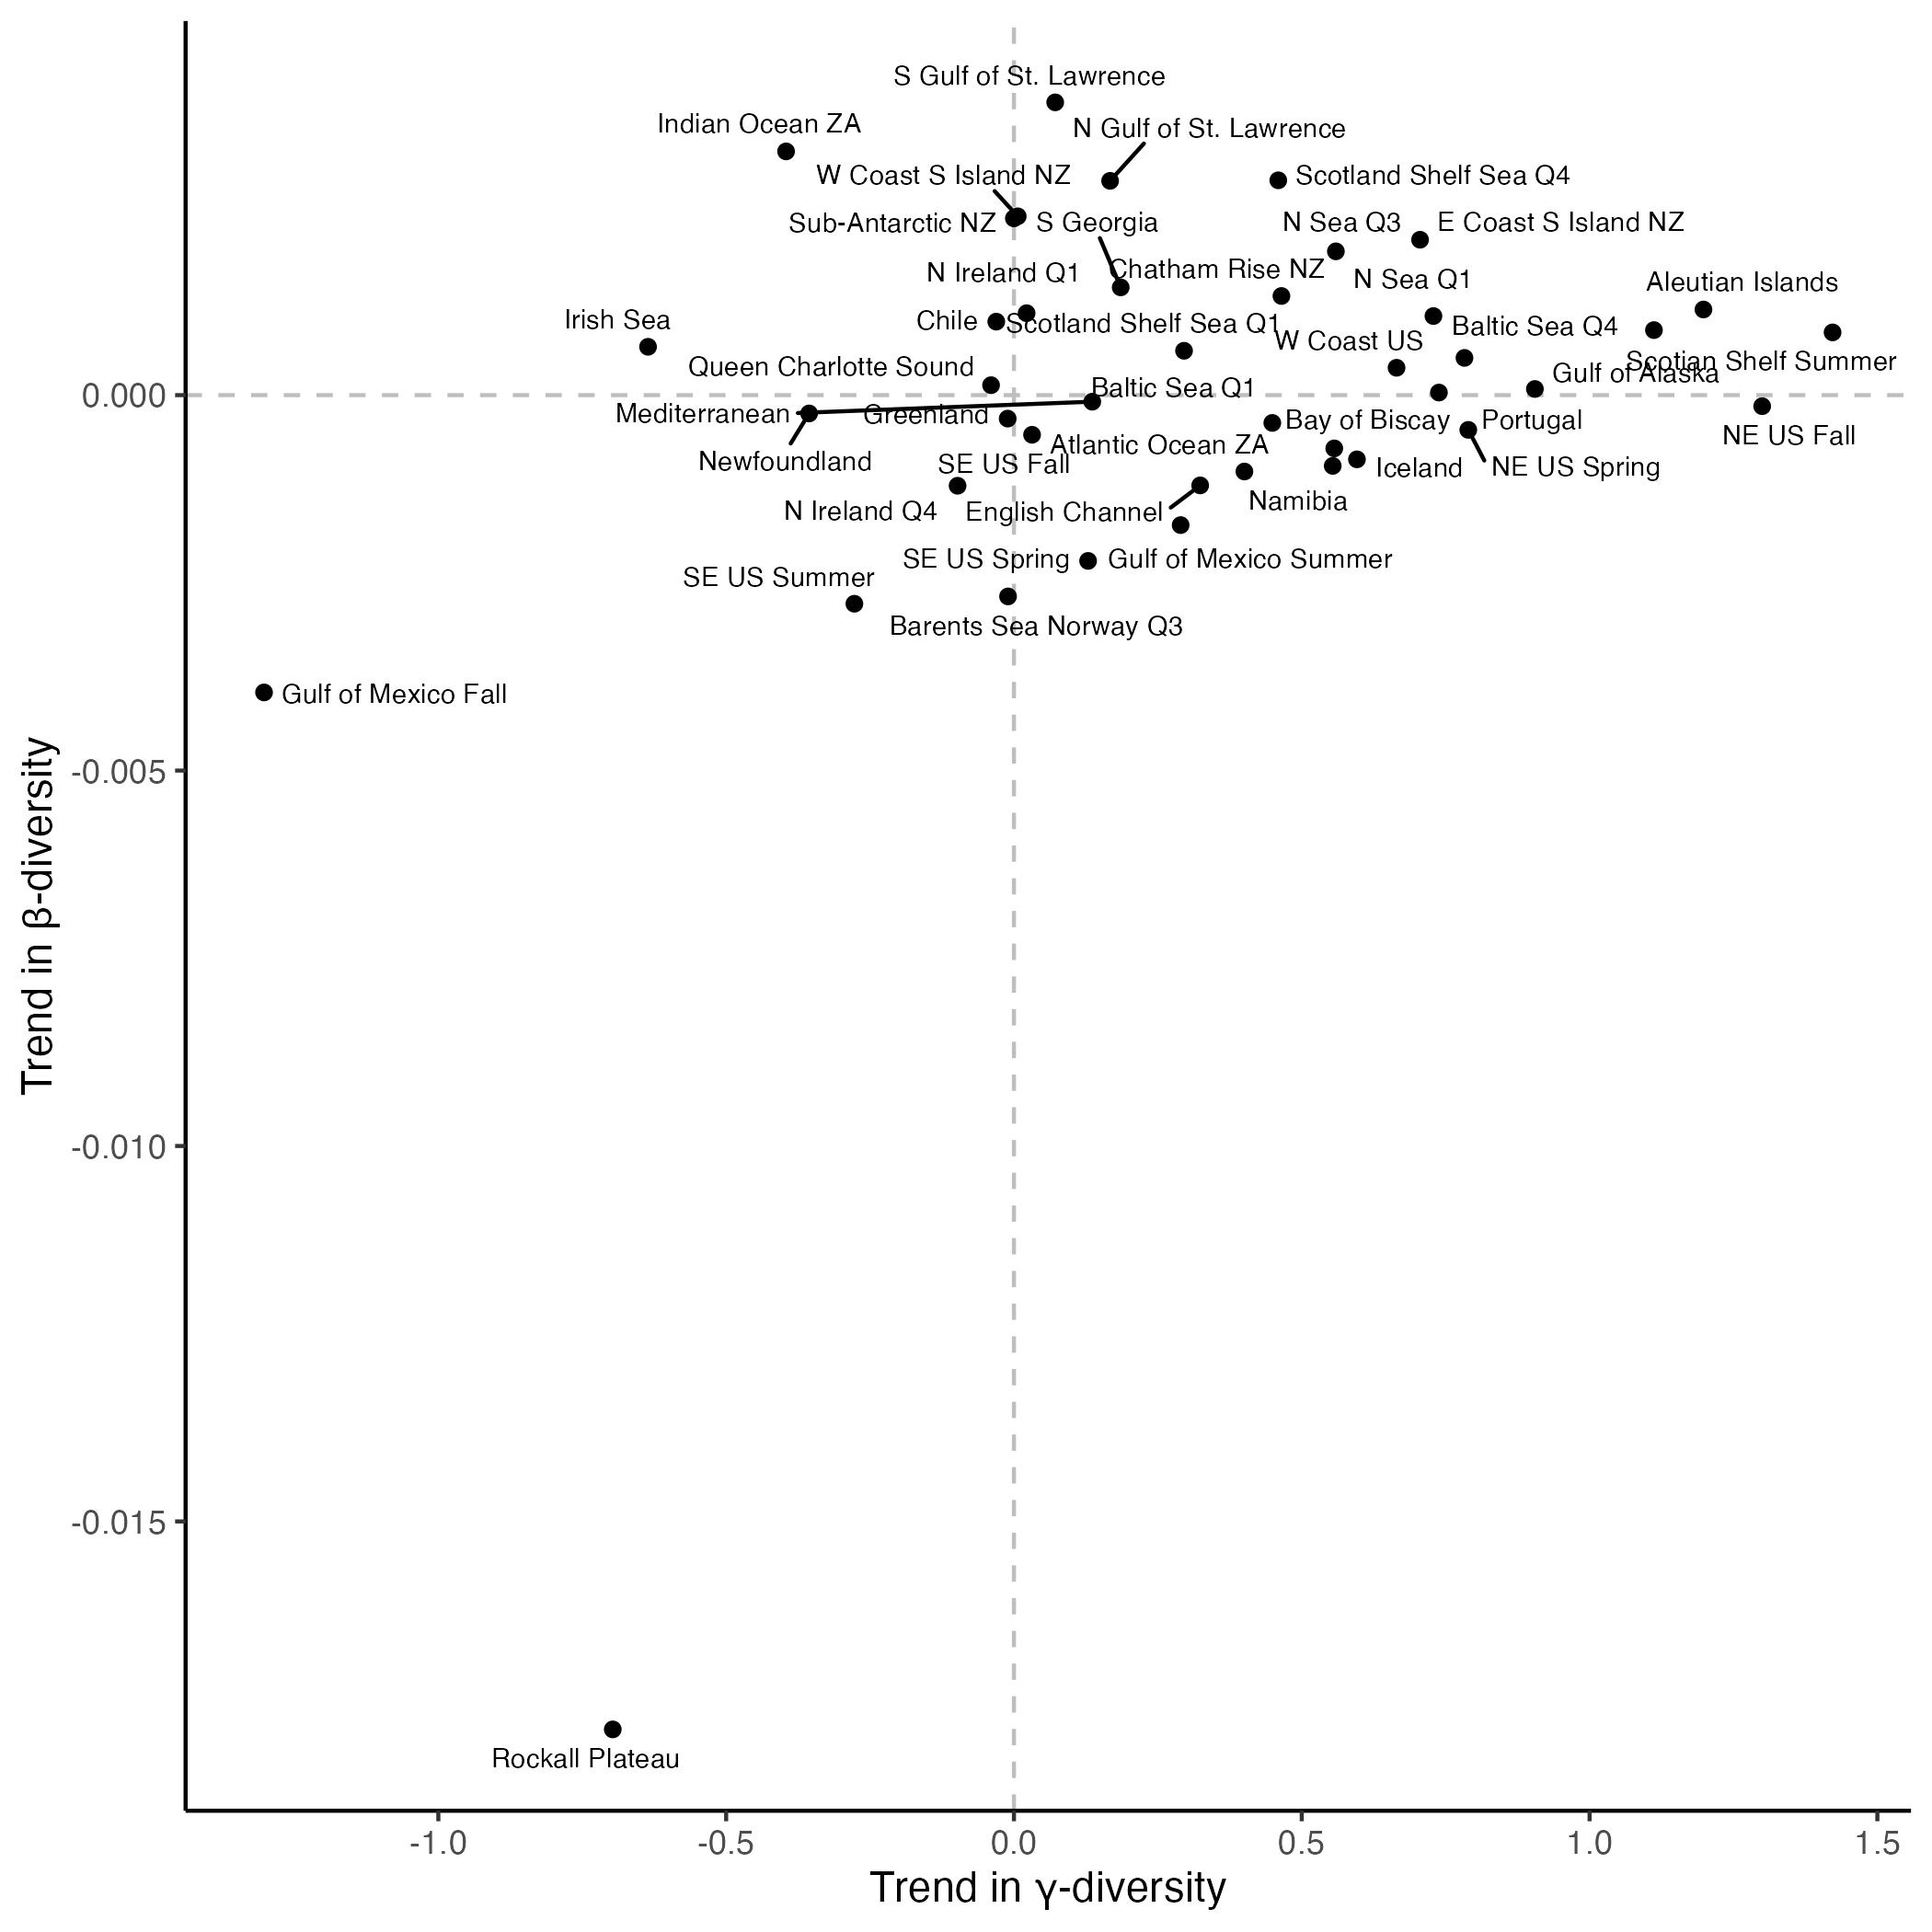 S Gulf of St. Lawrence
Indian Ocean ZA
N Gulf of St. Lawrence
W Coast S Island NZ
Scotland Shelf Sea Q4
Sub-Antarctic NZ
S Georgia
N Sea Q3
E Coast S Island NZ
N Ireland Q1
Chatham Rise NZ
N Sea Q1
Aleutian Islands
Irish Sea
Chile
Scotland Shelf Sea Q1
Baltic Sea Q4
W Coast US
Scotian Shelf Summer
Queen Charlotte Sound
Gulf of Alaska
Baltic Sea Q1
0.000
Mediterranean
Greenland
Bay of Biscay
Portugal
NE US Fall
Atlantic Ocean ZA
Newfoundland
SE US Fall
Iceland
NE US Spring
Namibia
N Ireland Q4
English Channel
SE US Spring
Gulf of Mexico Summer
SE US Summer
Barents Sea Norway Q3
Gulf of Mexico Fall
-0.005
Trend in β-diversity
-0.010
-0.015
Rockall Plateau
-1.0
-0.5
0.0
0.5
1.0
1.5
Trend in γ-diversity